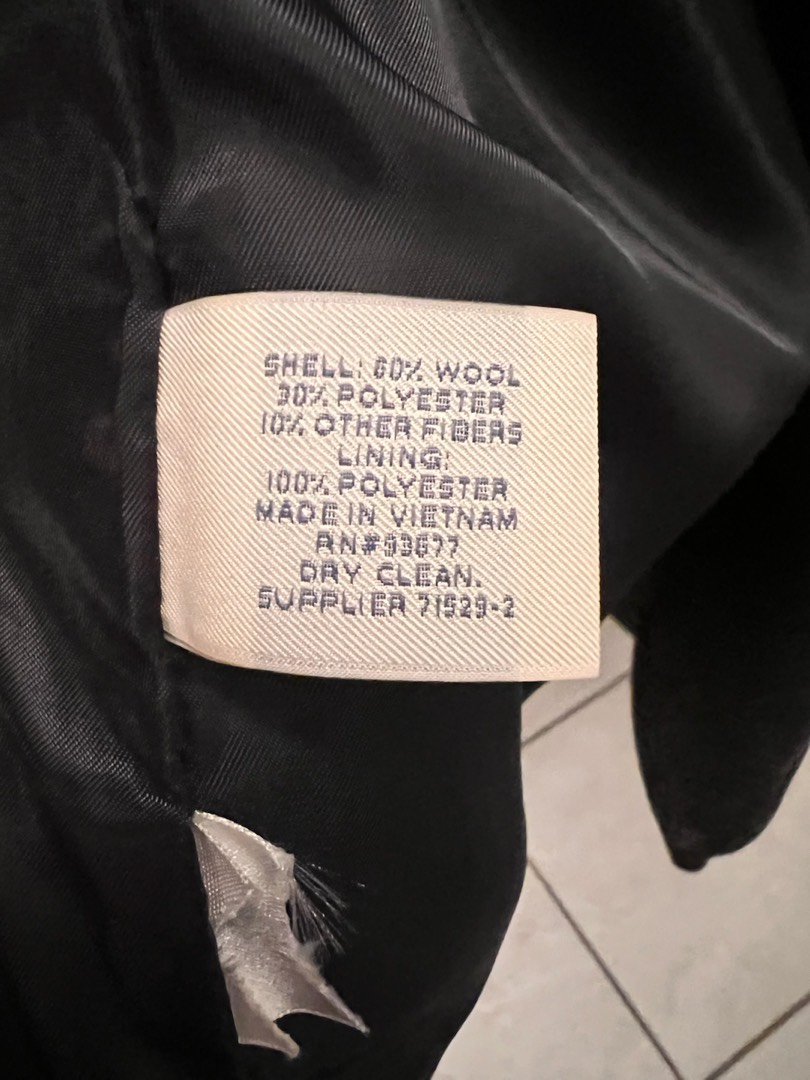 SHELL: 60% WOOL
30% POLYESTER
10% OTHER FIBERS
LINING:
100% POLYESTER
MADE IN VIETNAM
RN#93677
DRY CLEAN.
SUPPLIER 71529-2